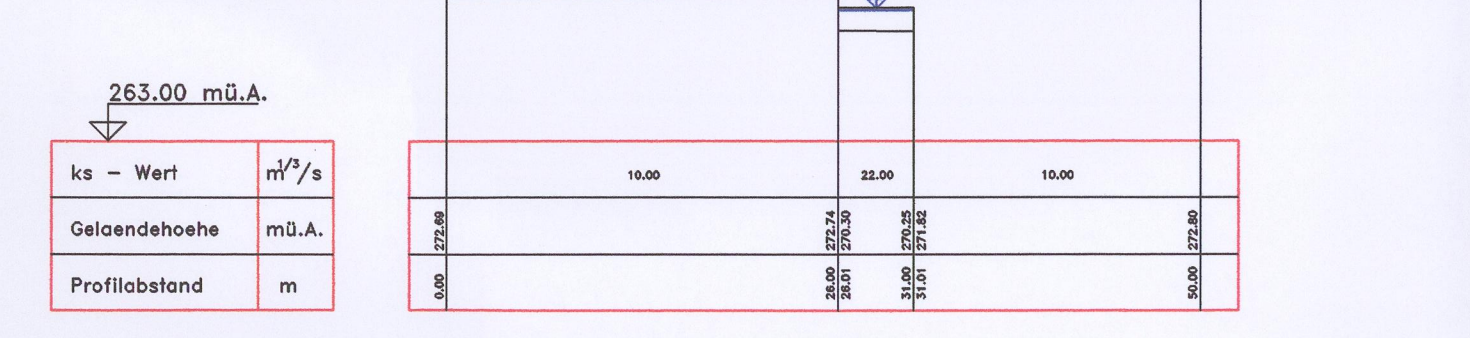 263.00 mü.A.
ks – Wert m1/3/s 10.00 22.00 10.00
Gelaendehoehe mü.A. 272.69 272.74 270.30 270.25 271.82 272.80
Profilabstand m 0.00 26.00 26.01 31.00 31.01 50.00